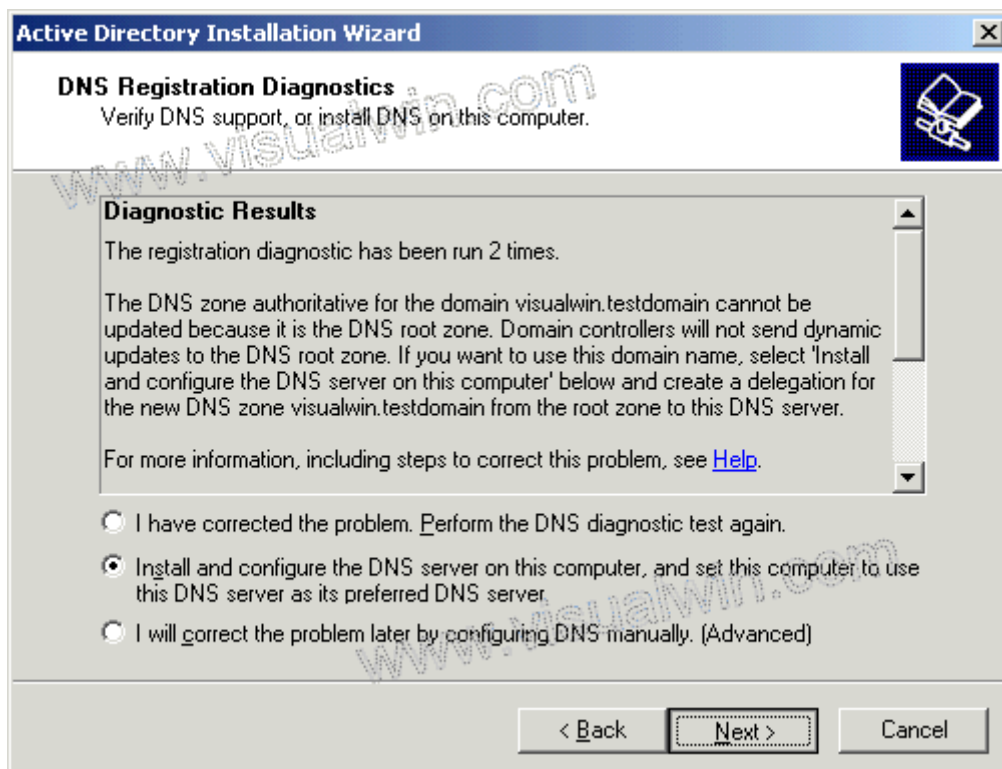 Active Directory Installation Wizard
DNS Registration Diagnostics
Verify DNS support, or install DNS on this computer.
www.visualwin.com
Diagnostic Results
The registration diagnostic has been run 2 times.
The DNS zone authoritative for the domain visualwin.testdomain cannot be
updated because it is the DNS root zone. Domain controllers will not send dynamic
updates to the DNS root zone. If you want to use this domain name, select 'Install
and configure the DNS server on this computer' below and create a delegation for
the new DNS zone visualwin.testdomain from the root zone to this DNS server.
For more information, including steps to correct this problem, see Help.
I have corrected the problem. Perform the DNS diagnostic test again.
Install and configure the DNS server on this computer, and set this computer to use
this DNS server as its preferred DNS server.
I will correct the problem later by configuring DNS manually. (Advanced)
www.visualwin.com
< Back
Next >
Cancel